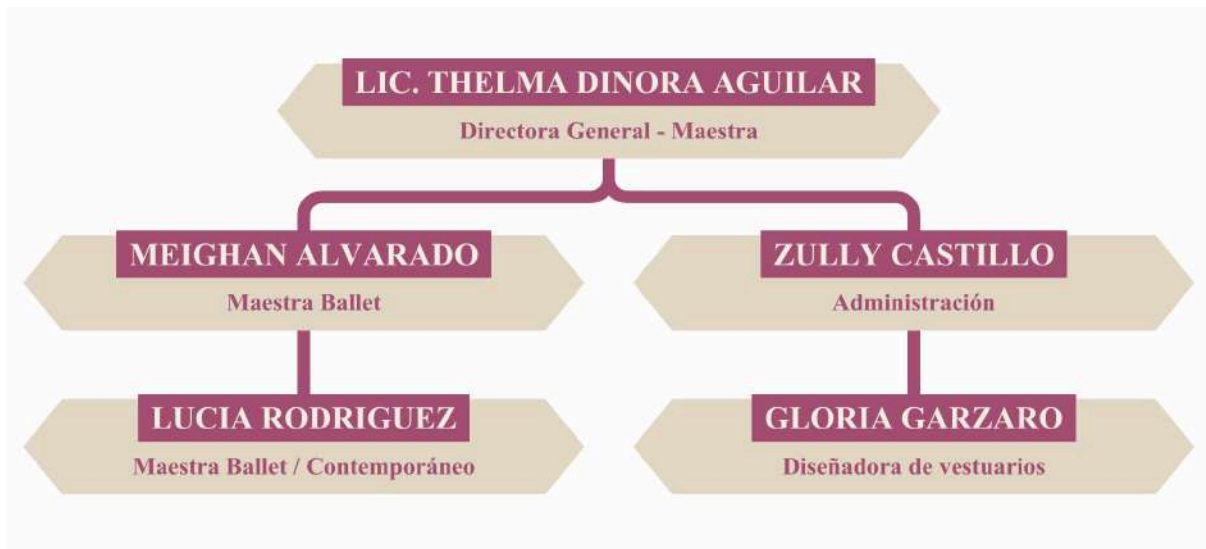 LIC. THELMA DINORA AGUILAR
Directora General - Maestra
MEIGHAN ALVARADO
Maestra Ballet
ZULLY CASTILLO
Administración
LUCIA RODRIGUEZ
Maestra Ballet / Contemporáneo
GLORIA GARZARO
Diseñadora de vestuarios